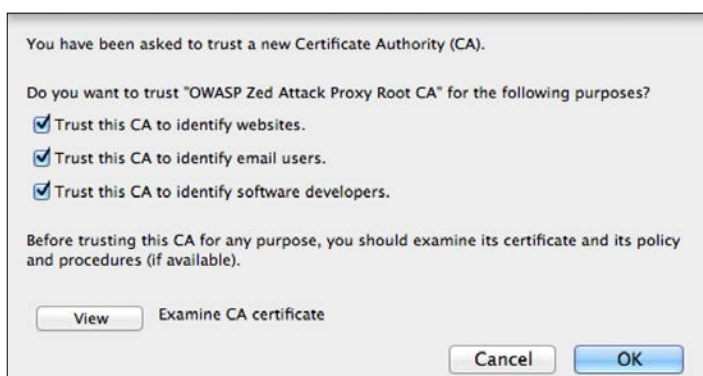 You have been asked to trust a new Certificate Authority (CA).
Do you want to trust "OWASP Zed Attack Proxy Root CA" for the following purposes?
Trust this CA to identify websites.
Trust this CA to identify email users.
Trust this CA to identify software developers.
Before trusting this CA for any purpose, you should examine its certificate and its policy
and procedures (if available).
View Examine CA certificate
Cancel OK